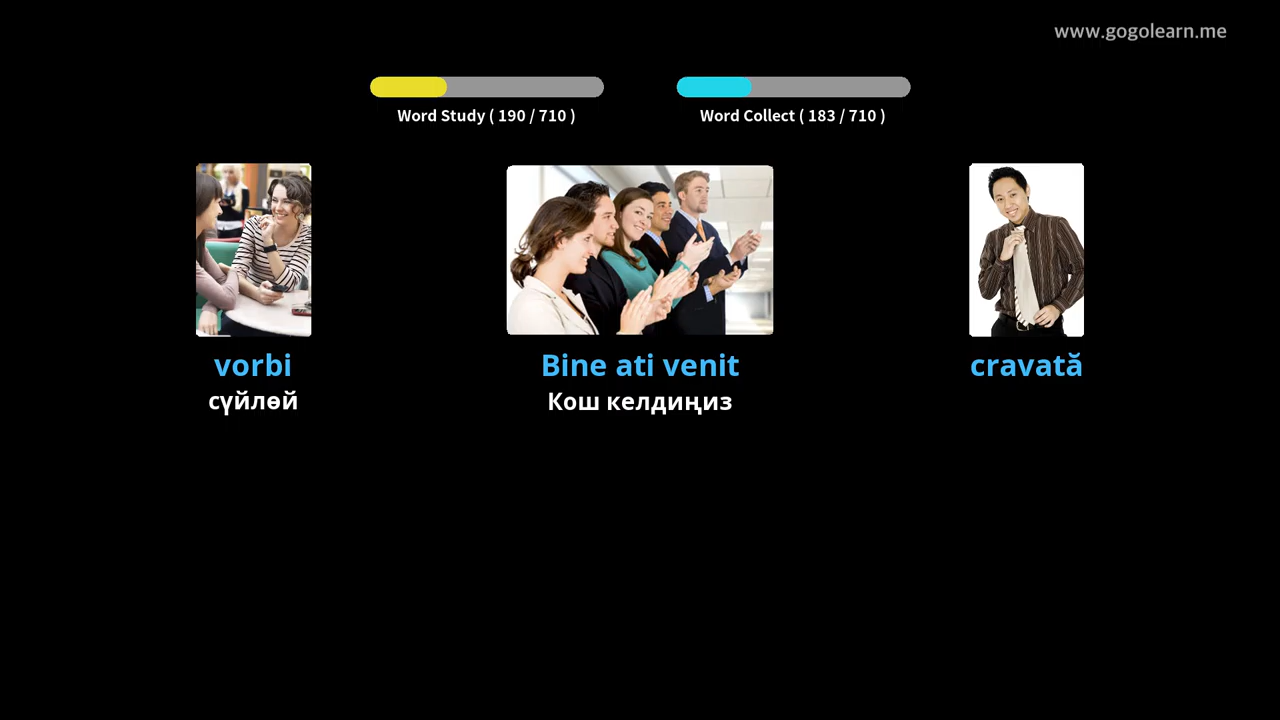 www.gogolearn.me
Word Study ( 190 / 710 )
Word Collect ( 183 / 710 )
vorbi
сүйлөй
Bine ati venit
Кош келдиңиз
cravată